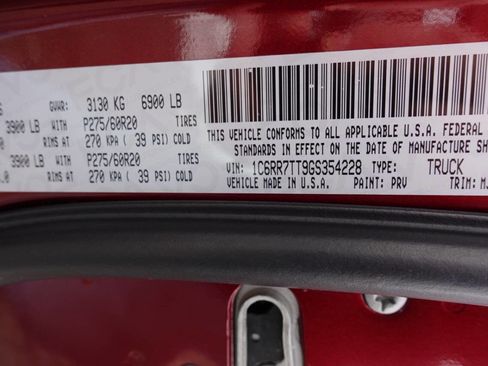 GVWR: 3130 KG 6900 LB
3900 LB WITH P275/60R20 TIRES
RIMS AT 270 KPA ( 39 PSI) COLD
3900 LB WITH P275/60R20 TIRES
RIMS AT 270 KPA ( 39 PSI) COLD
THIS VEHICLE CONFORMS TO ALL APPLICABLE U.S.A. FEDERAL
STANDARDS IN EFFECT ON THE DATE OF MANUFACTURE
VIN: 1C6RR7TT9GS354228 TYPE: TRUCK
VEHICLE MADE IN U.S.A. PAINT: PRV TRIM: